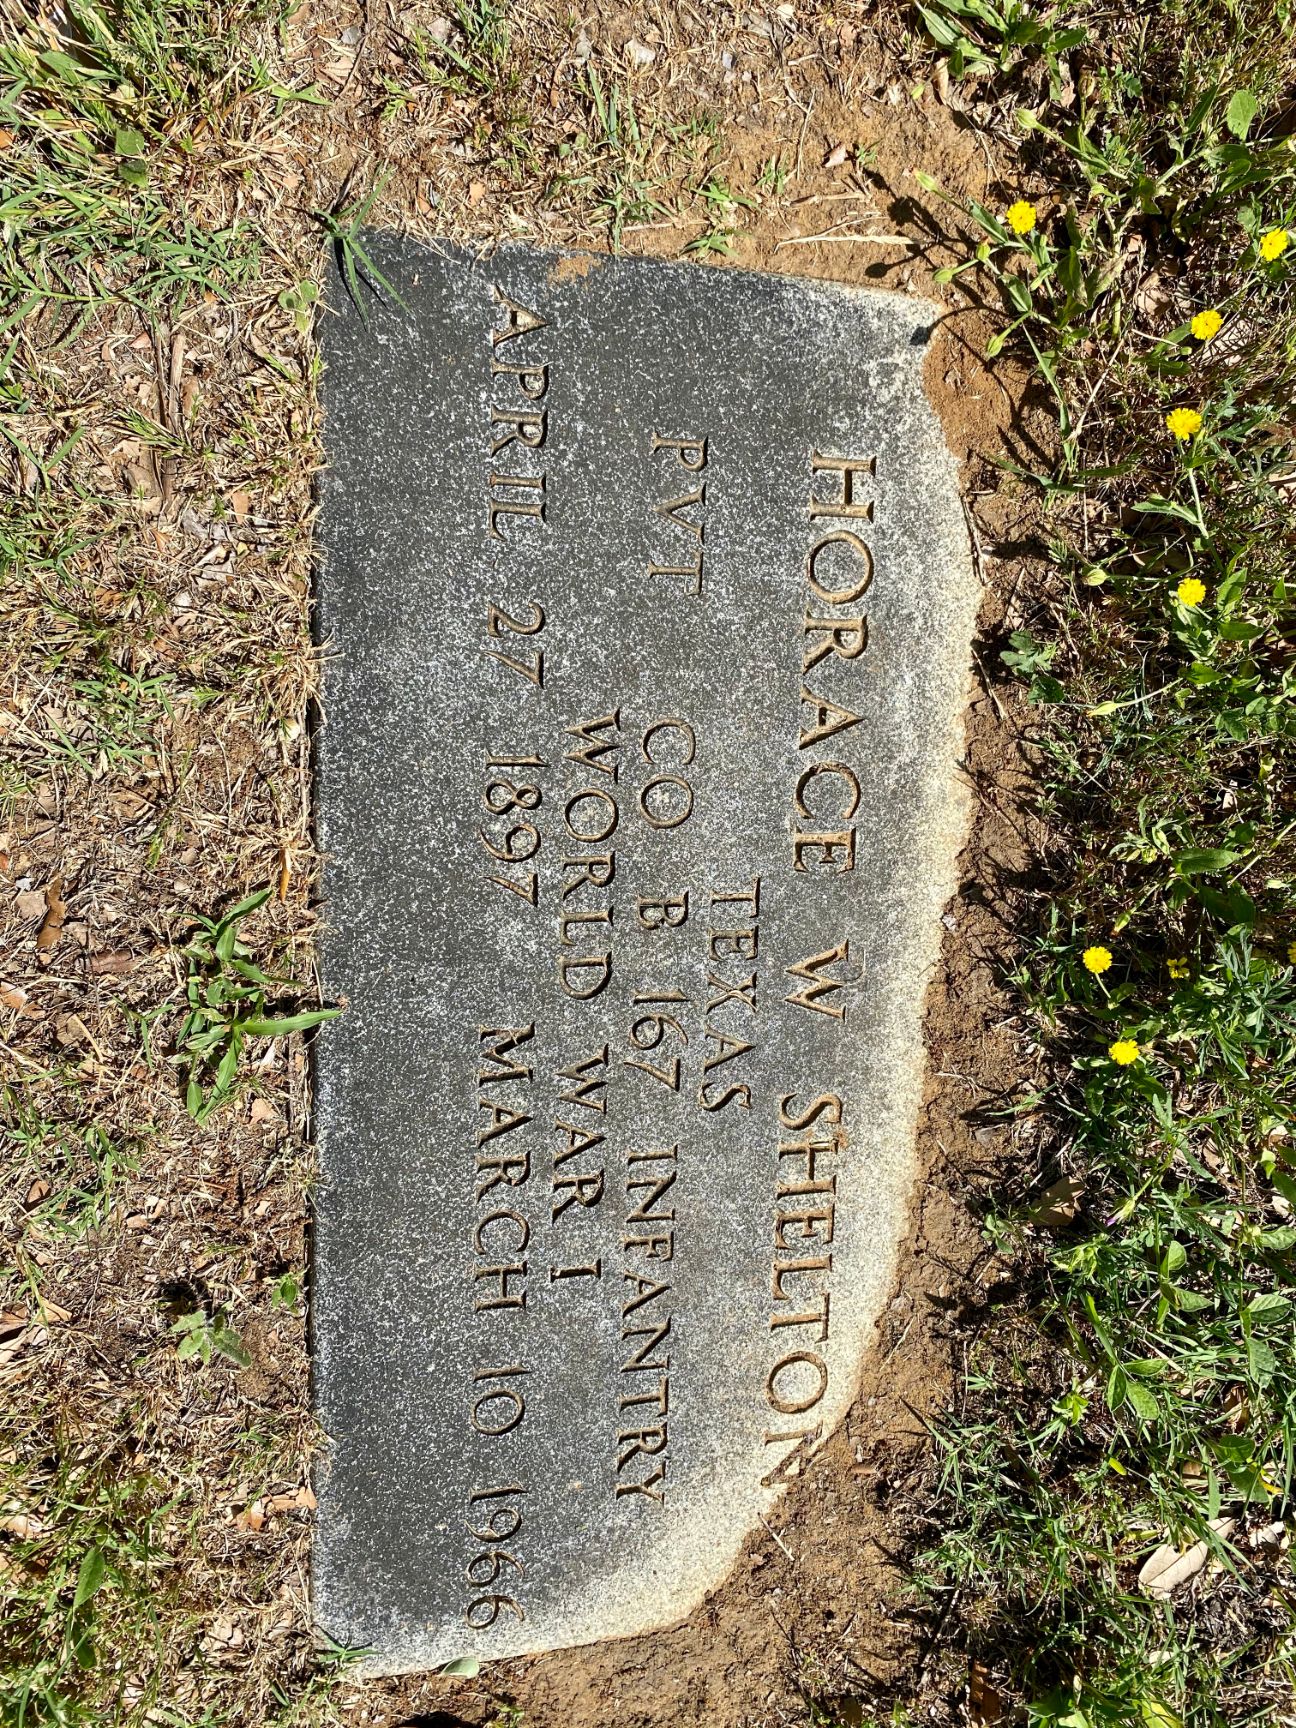 HORACE W SHELTON
TEXAS
PVT CO B 167 INFANTRY
WORLD WAR I
APRIL 27 1897 MARCH 10 1966